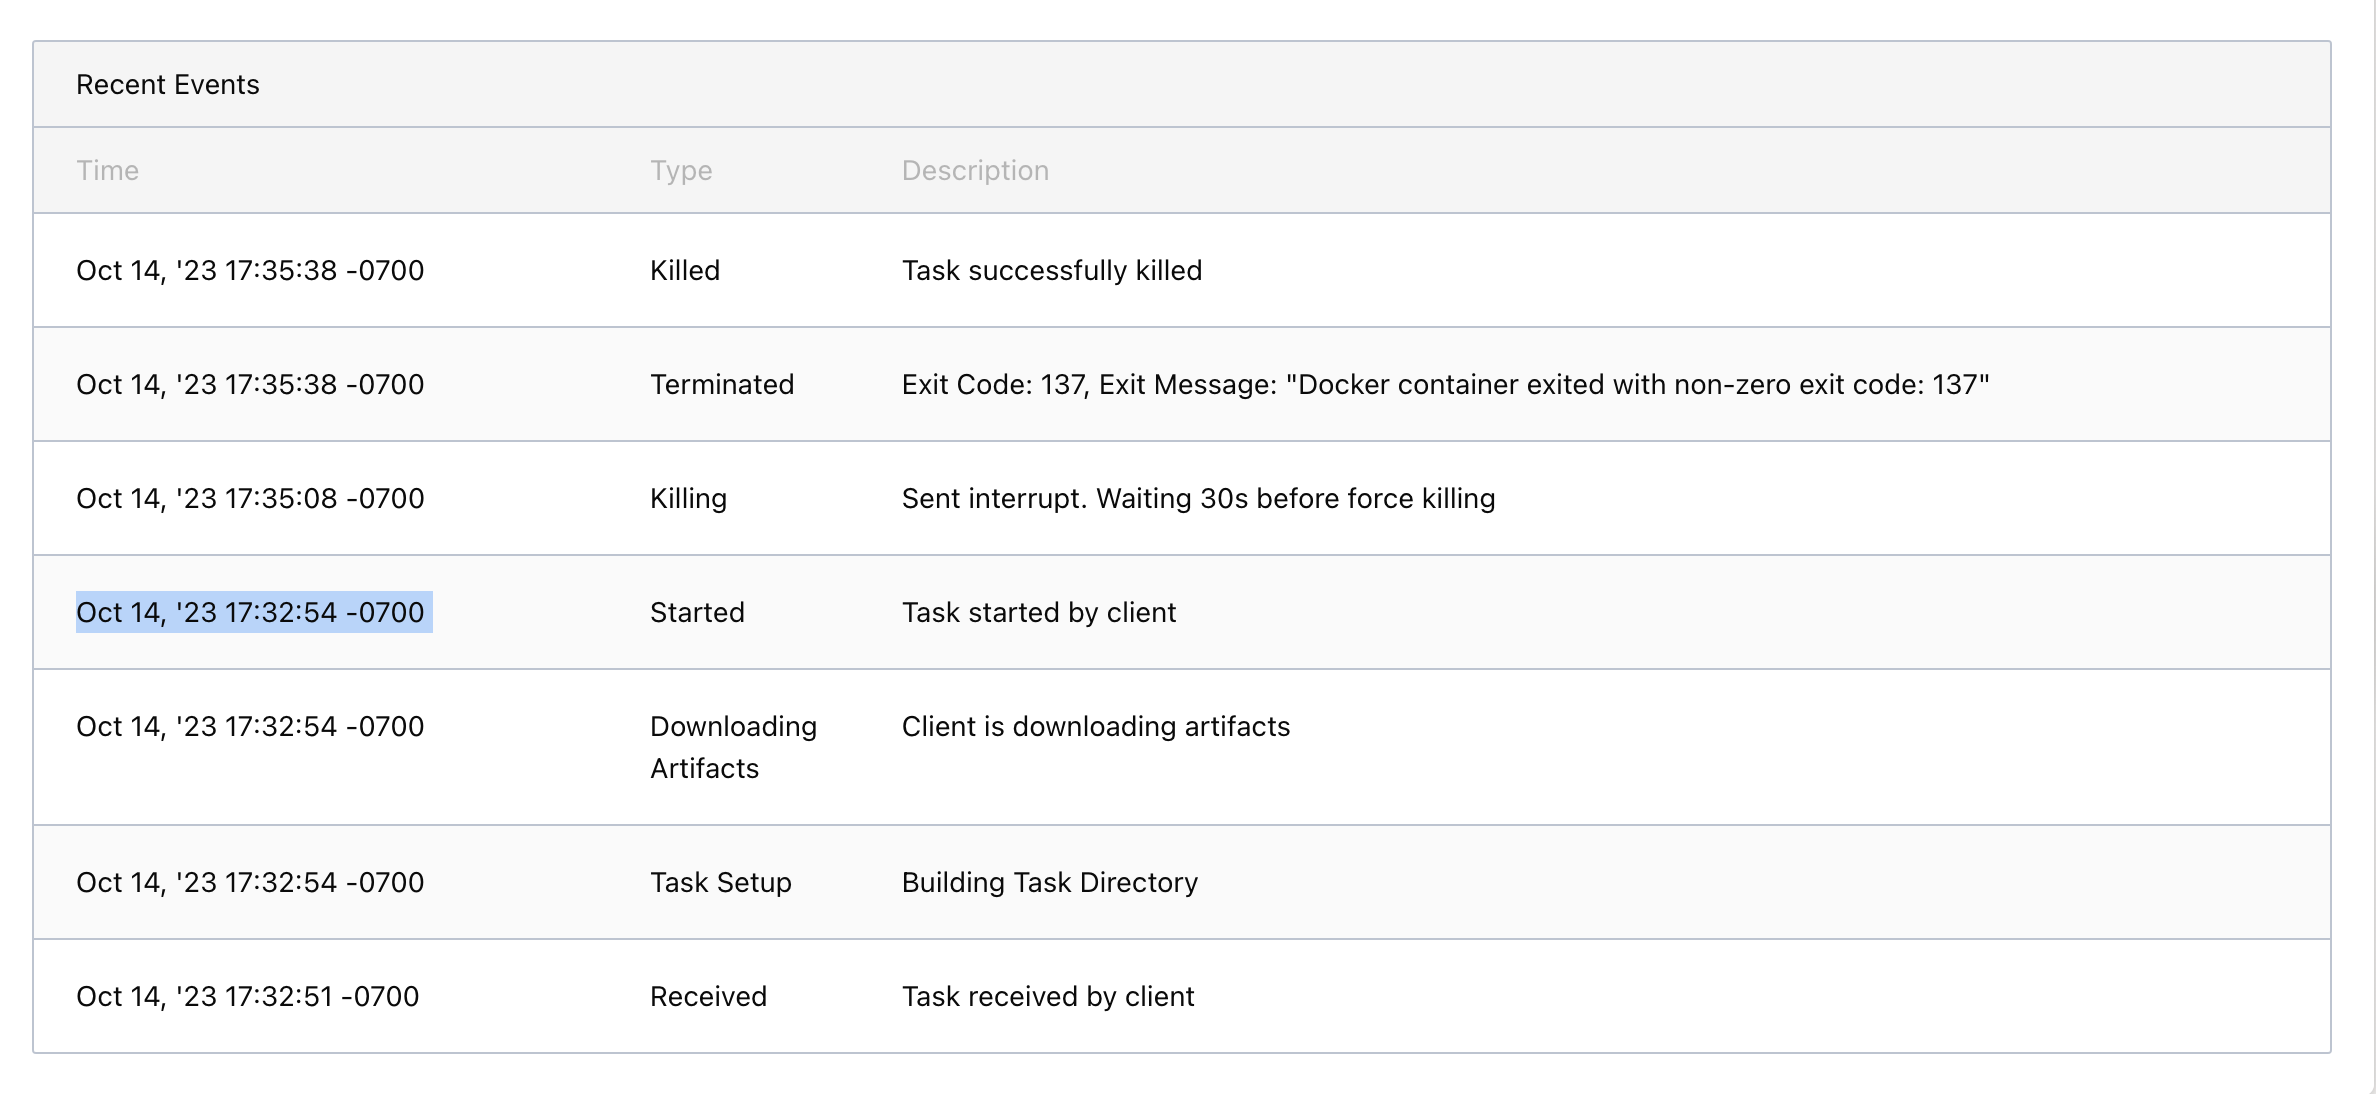 Recent Events
Time Type Description
Oct 14, '23 17:35:38 -0700 Killed Task successfully killed
Oct 14, '23 17:35:38 -0700 Terminated Exit Code: 137, Exit Message: "Docker container exited with non-zero exit code: 137"
Oct 14, '23 17:35:08 -0700 Killing Sent interrupt. Waiting 30s before force killing
Oct 14, '23 17:32:54 -0700 Started Task started by client
Oct 14, '23 17:32:54 -0700 Downloading Client is downloading artifacts
Artifacts
Oct 14, '23 17:32:54 -0700 Task Setup Building Task Directory
Oct 14, '23 17:32:51 -0700 Received Task received by client